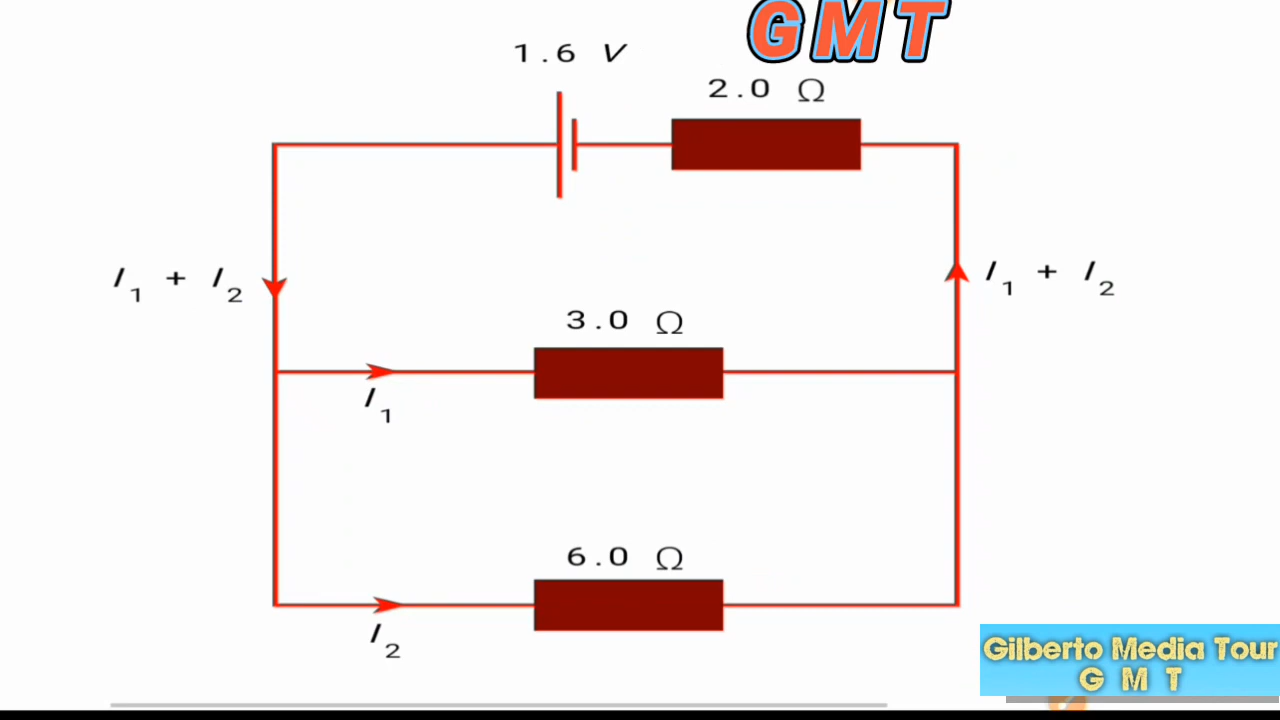 GMT
1.6 V
2.0 Ω
I1 + I2
I1 + I2
3.0 Ω
I1
6.0 Ω
I2
Gilberto Media Tour
G M T